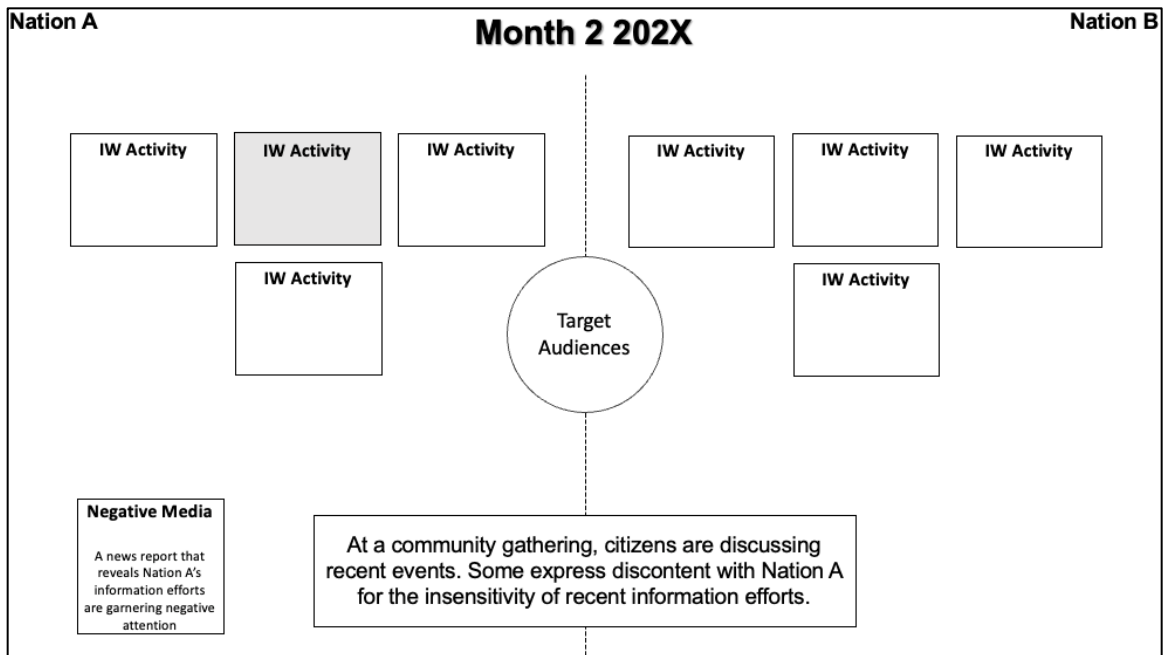 Nation A
Month 2 202X
Nation B
IW Activity
IW Activity
IW Activity
IW Activity
IW Activity
IW Activity
IW Activity
IW Activity
Target
Audiences
Negative Media
A news report that
reveals Nation A’s
information efforts
are garnering negative
attention
At a community gathering, citizens are discussing
recent events. Some express discontent with Nation A
for the insensitivity of recent information efforts.